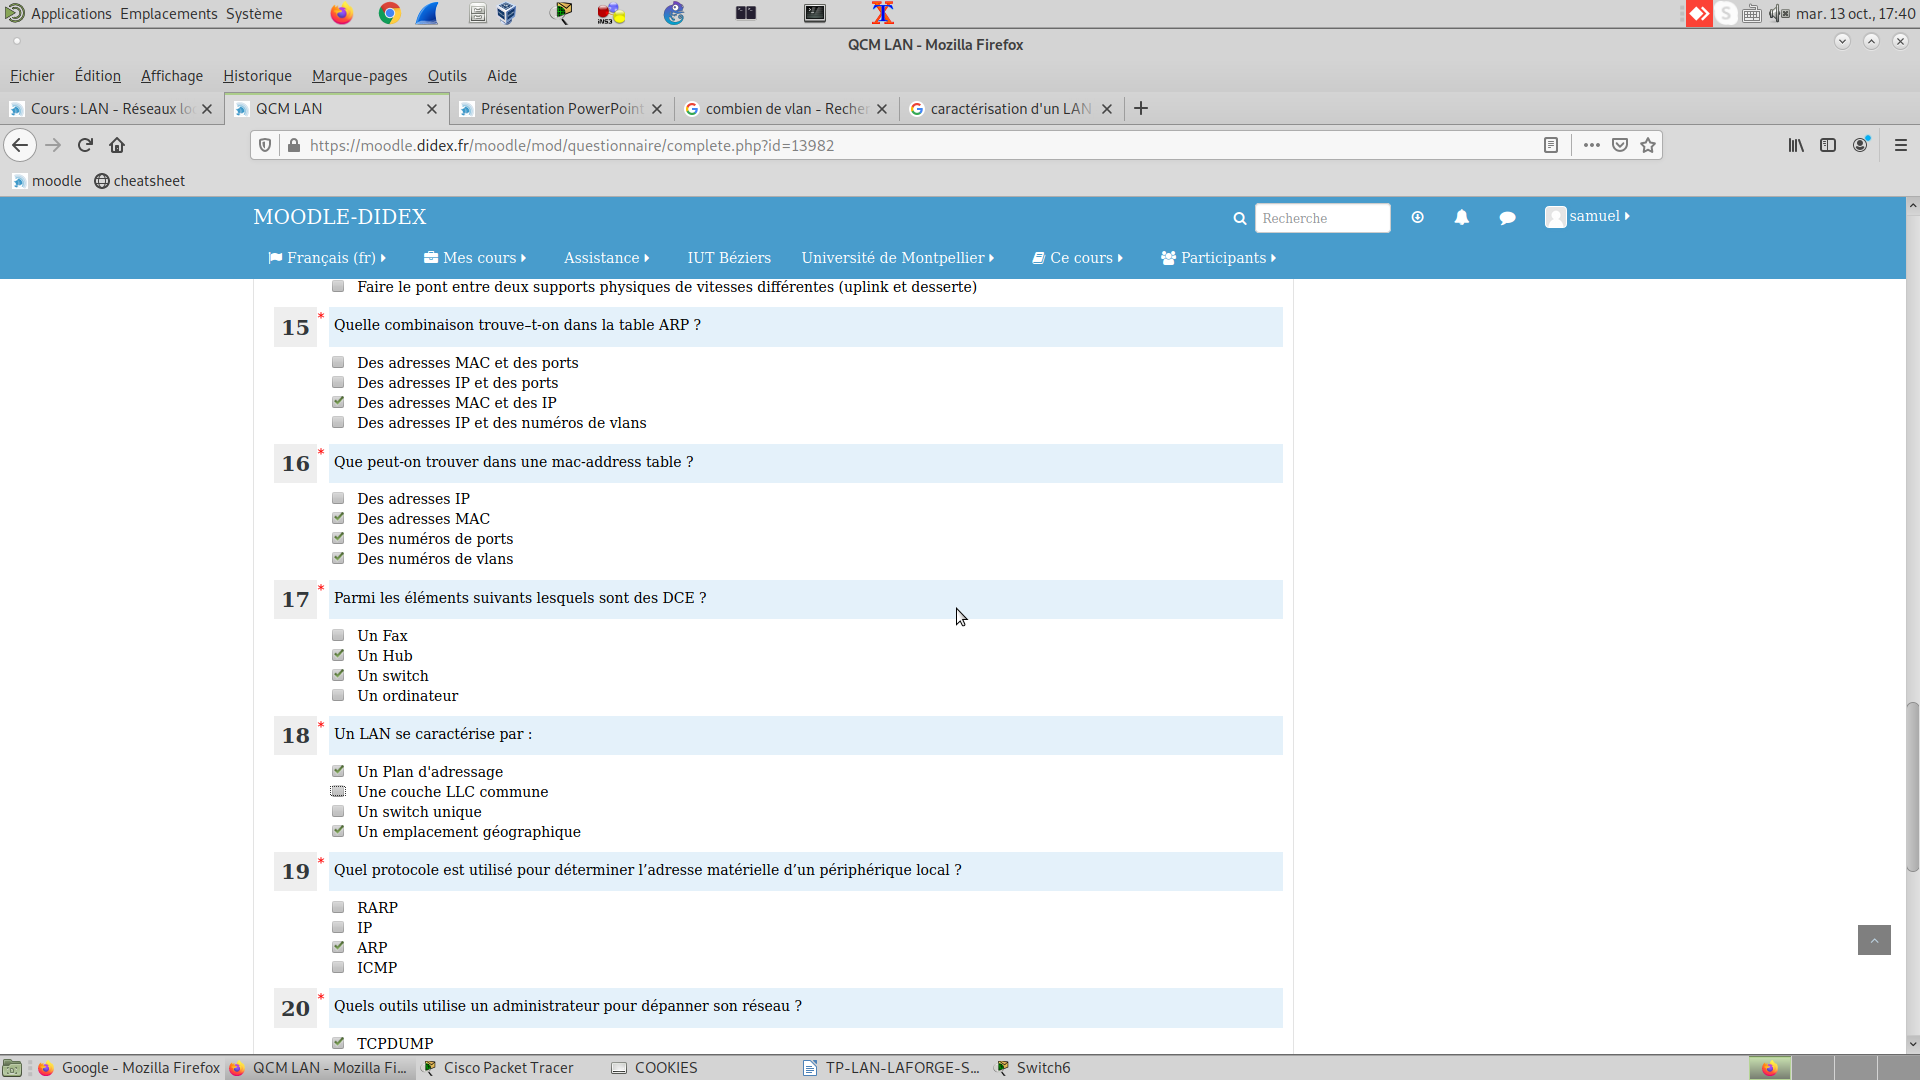 Applications Emplacements Système
mar. 13 oct., 17:40
QCM LAN - Mozilla Firefox
Fichier Édition Affichage Historique Marque-pages Outils Aide
Cours : LAN - Réseaux lo
QCM LAN
Présentation PowerPoint
combien de vlan - Recher
caractérisation d'un LAN
https://moodle.didex.fr/moodle/mod/questionnaire/complete.php?id=13982
moodle cheatsheet
MOODLE-DIDEX
Recherche
samuel
Français (fr) Mes cours Assistance IUT Béziers Université de Montpellier Ce cours Participants
Faire le pont entre deux supports physiques de vitesses différentes (uplink et desserte)
15 * Quelle combinaison trouve–t-on dans la table ARP ?
Des adresses MAC et des ports
Des adresses IP et des ports
Des adresses MAC et des IP
Des adresses IP et des numéros de vlans
16 * Que peut-on trouver dans une mac-address table ?
Des adresses IP
Des adresses MAC
Des numéros de ports
Des numéros de vlans
17 * Parmi les éléments suivants lesquels sont des DCE ?
Un Fax
Un Hub
Un switch
Un ordinateur
18 * Un LAN se caractérise par :
Un Plan d'adressage
Une couche LLC commune
Un switch unique
Un emplacement géographique
19 * Quel protocole est utilisé pour déterminer l’adresse matérielle d’un périphérique local ?
RARP
IP
ARP
ICMP
20 * Quels outils utilise un administrateur pour dépanner son réseau ?
TCPDUMP
Google - Mozilla Firefox
QCM LAN - Mozilla Fi...
Cisco Packet Tracer
COOKIES
TP-LAN-LAFORGE-S...
Switch6